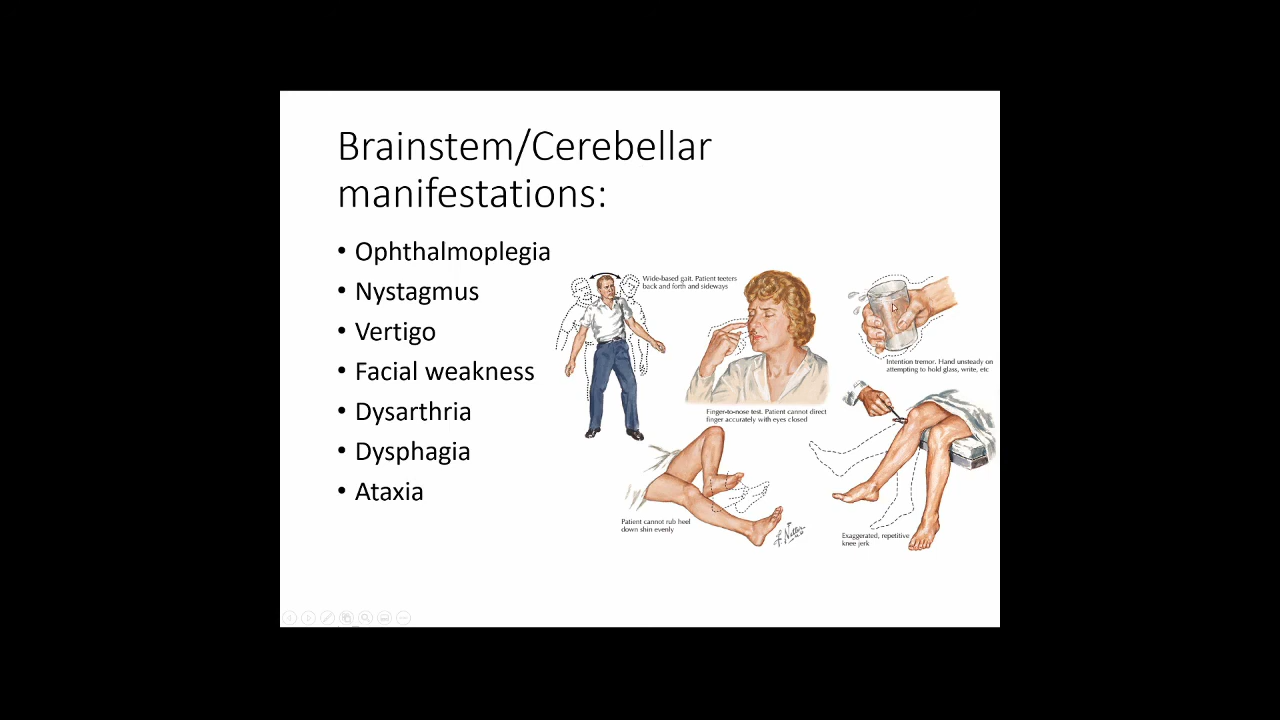 Brainstem/Cerebellar
manifestations:
• Ophthalmoplegia
• Nystagmus
• Vertigo
• Facial weakness
• Dysarthria
• Dysphagia
• Ataxia
Wide-based gait. Patient teeters
back and forth and sideways
Finger-to-nose test. Patient cannot direct
finger accurately with eyes closed
Intention tremor. Hand unsteady on
attempting to hold glass, write, etc
Patient cannot rub heel
down shin evenly
Exaggerated, repetitive
knee jerk
F. Netter